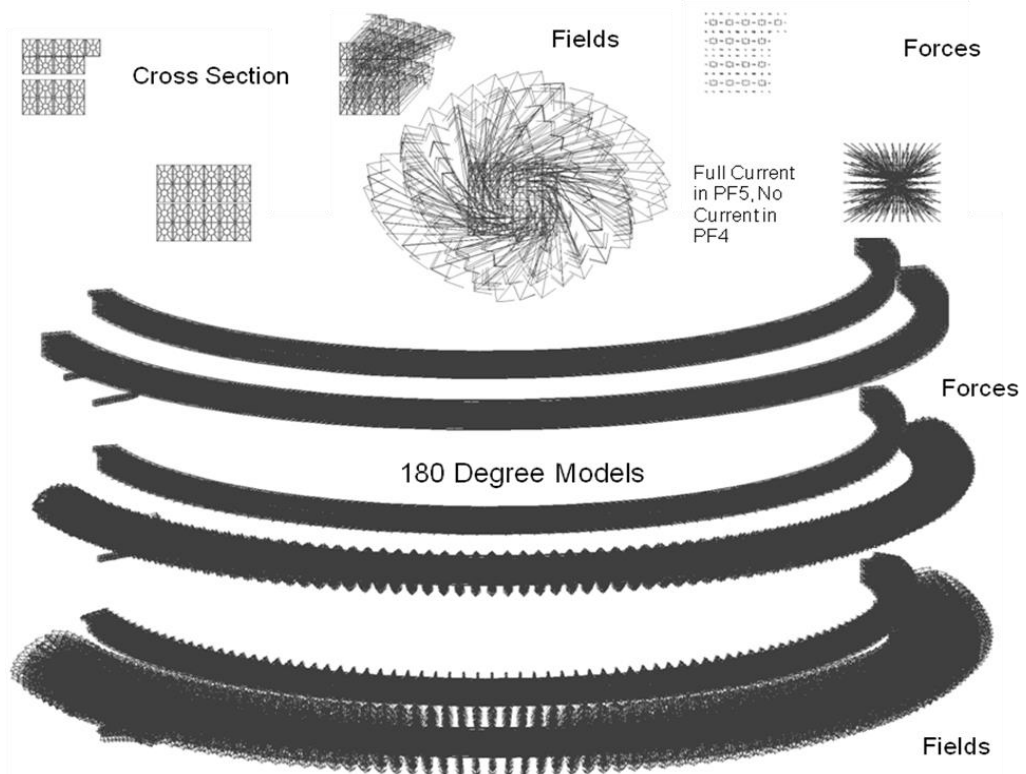 Fields
Forces
Cross Section
Full Current
in PF5, No
Current in
PF4
Forces
180 Degree Models
Fields